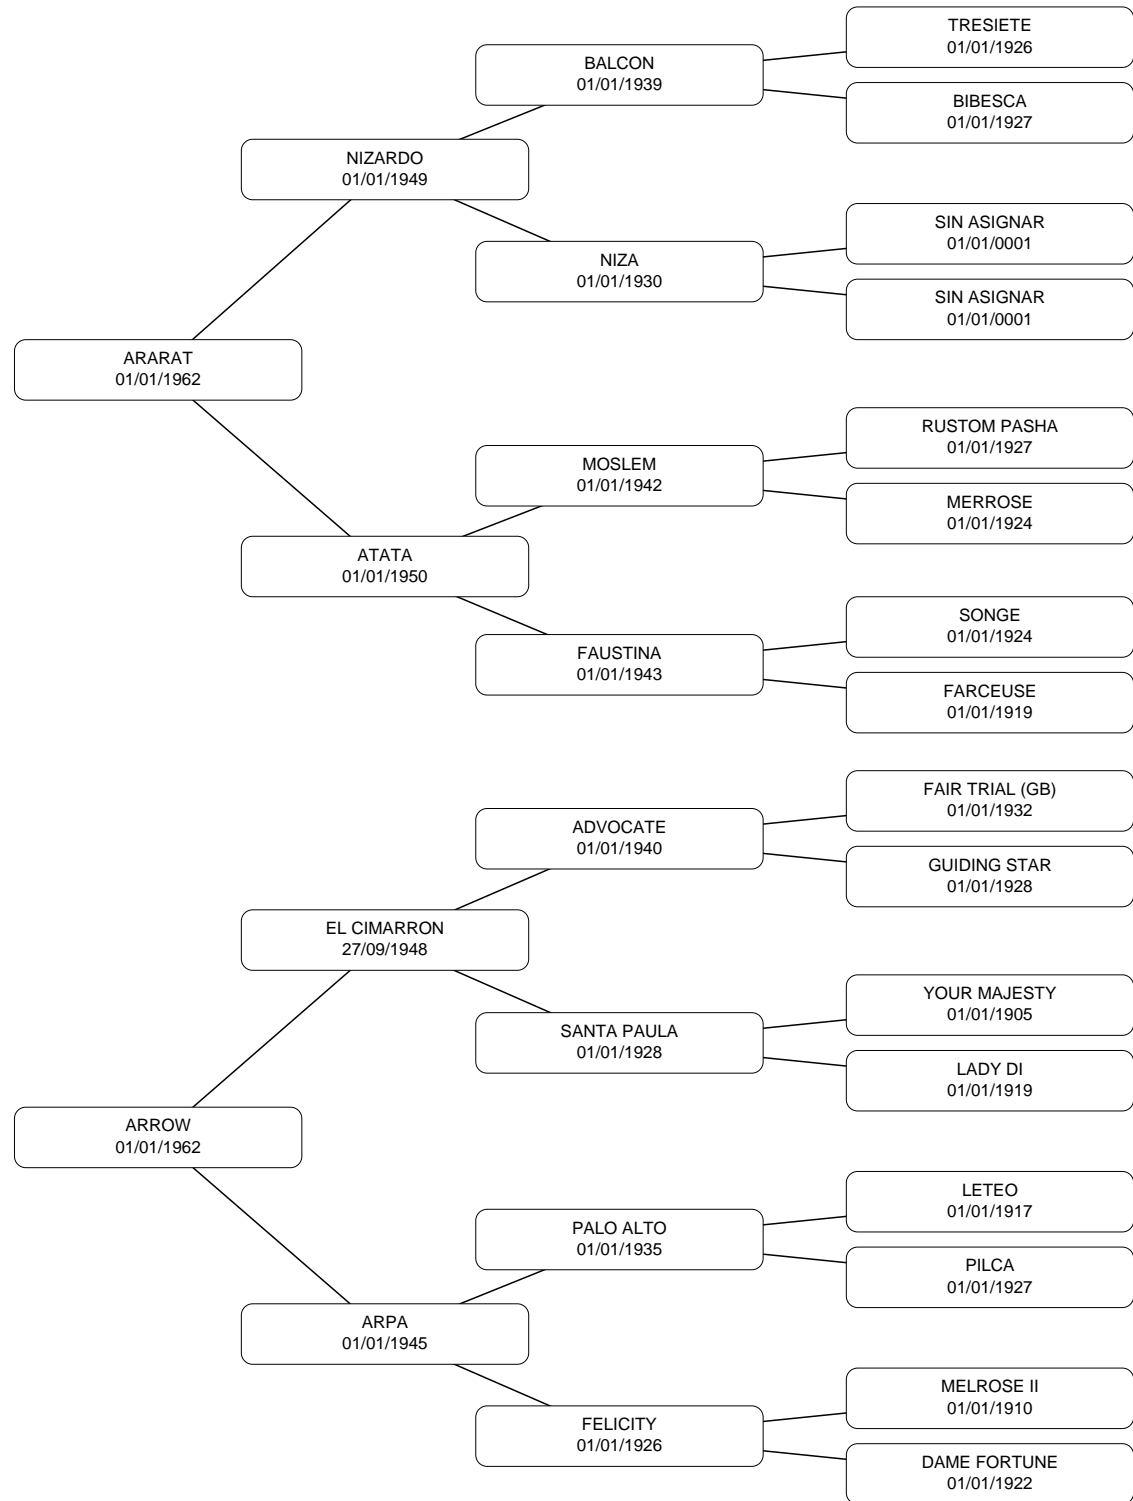 TRESIETE
01/01/1926
BALCON
01/01/1939
BIBESCA
01/01/1927
NIZARDO
01/01/1949
SIN ASIGNAR
01/01/0001
NIZA
01/01/1930
SIN ASIGNAR
01/01/0001
ARARAT
01/01/1962
RUSTOM PASHA
01/01/1927
MOSLEM
01/01/1942
MERROSE
01/01/1924
ATATA
01/01/1950
SONGE
01/01/1924
FAUSTINA
01/01/1943
FARCEUSE
01/01/1919
FAIR TRIAL (GB)
01/01/1932
ADVOCATE
01/01/1940
GUIDING STAR
01/01/1928
EL CIMARRON
27/09/1948
YOUR MAJESTY
01/01/1905
SANTA PAULA
01/01/1928
LADY DI
01/01/1919
ARROW
01/01/1962
LETEO
01/01/1917
PALO ALTO
01/01/1935
PILCA
01/01/1927
ARPA
01/01/1945
MELROSE II
01/01/1910
FELICITY
01/01/1926
DAME FORTUNE
01/01/1922